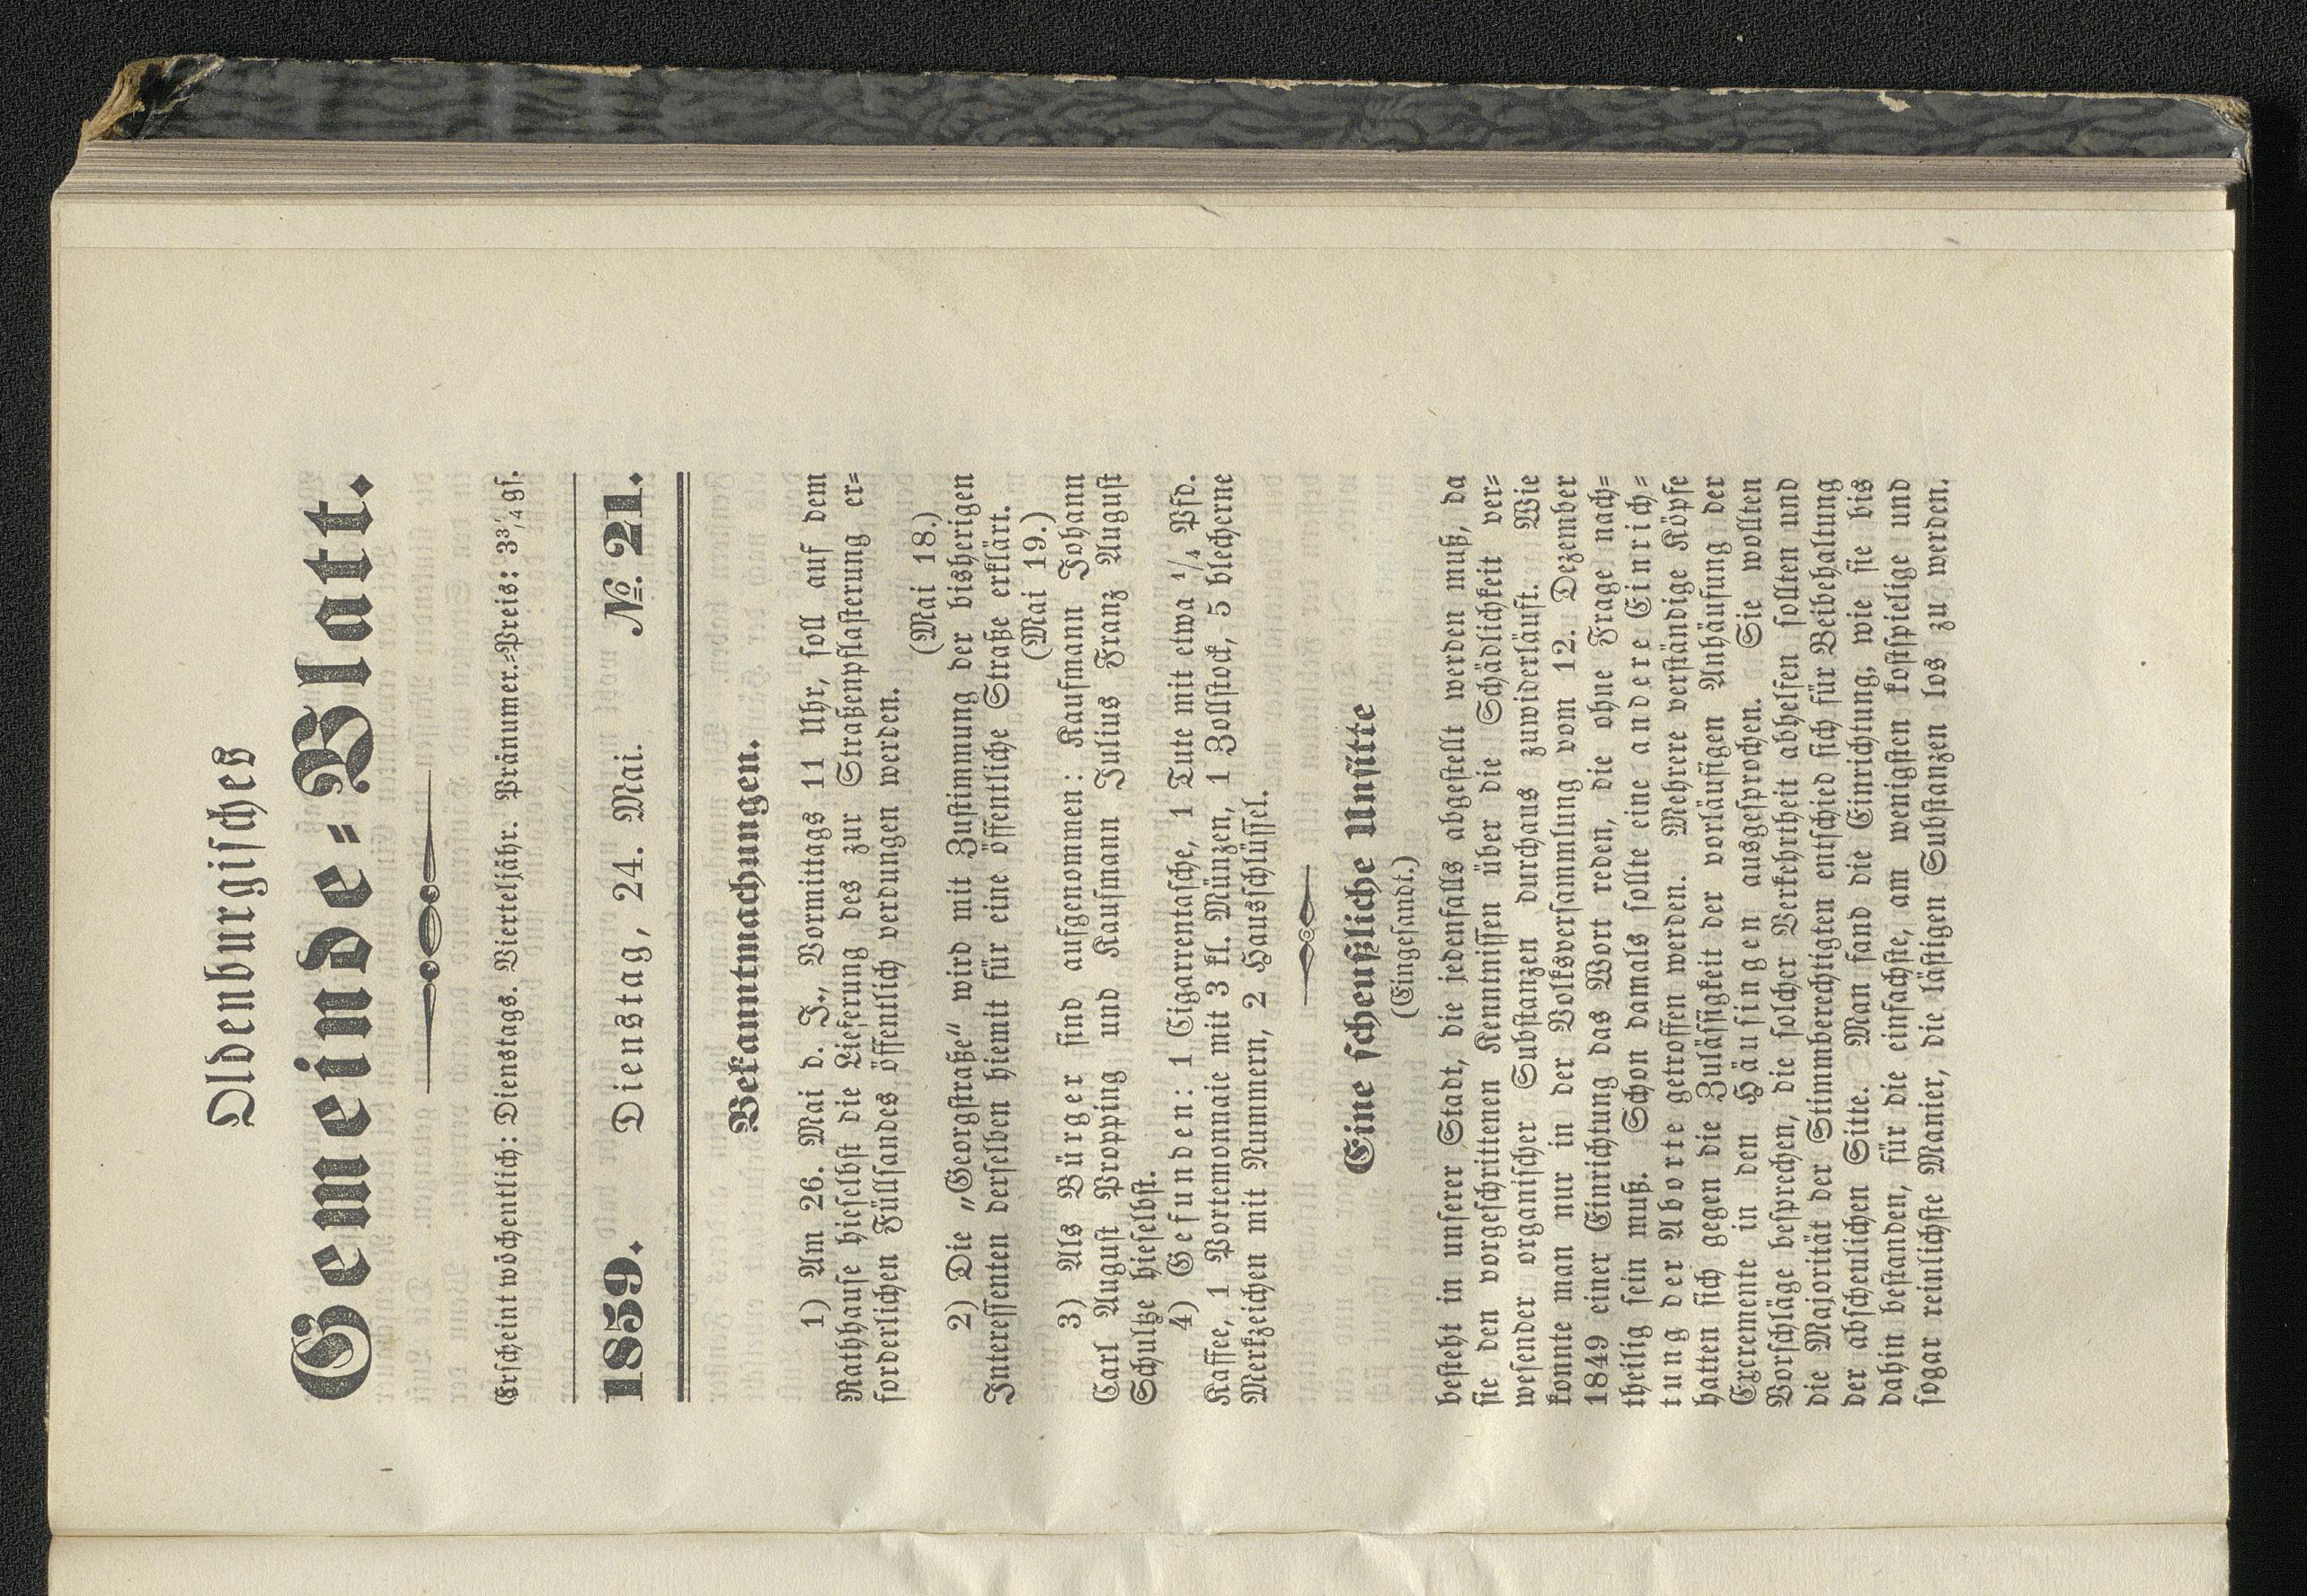 Oldenburgisches
Gemeinde-Blatt.
Erscheint wöchentlich: Dienstags. Vierteljähr. Pränumer.-Preis: 3¾ gs.
1859. Dienstag, 24. Mai. №. 21.
Bekanntmachungen.
1) Am 26. Mai d. J., Vormittags 11 Uhr, soll auf dem
Rathhause hieselbst die Lieferung des zur Straßenpflasterung er-
forderlichen Füllsandes öffentlich verdungen werden.
(Mai 18.)
2) Die „Georgstraße“ wird mit Zustimmung der bisherigen
Interessenten derselben hiemit für eine öffentliche Straße erklärt.
(Mai 19.)
3) Als Bürger sind aufgenommen: Kaufmann Johann
Carl August Propping und Kaufmann Julius Franz August
Schultze hieselbst.
4) Gefunden: 1 Cigarrentasche, 1 Tute mit etwa ¼ Pfd.
Kaffee, 1 Portemonnaie mit 3 kl. Münzen, 1 Zollstock, 5 blecherne
Merkzeichen mit Nummern, 2 Hausschlüssel.
Eine scheußliche Unsitte
(Eingesandt.)
besteht in unserer Stadt, die jedenfalls abgestellt werden muß, da
sie den vorgeschrittenen Kenntnissen über die Schädlichkeit ver-
wesender organischer Substanzen durchaus zuwiderläuft. Wie
konnte man nur in der Volksversammlung vom 12. Dezember
1849 einer Einrichtung das Wort reden, die ohne Frage nach-
theilig sein muß. Schon damals sollte eine andere Einrich-
tung der Aborte getroffen werden. Mehrere verständige Köpfe
hatten sich gegen die Zulässigkeit der vorläufigen Anhäufung der
Excremente in den Häusingen ausgesprochen. Sie wollten
Vorschläge besprechen, die solcher Verkehrtheit abhelfen sollten und
die Majorität der Stimmberechtigten entschied sich für Beibehaltung
der abscheulichen Sitte. Man fand die Einrichtung, wie sie bis
dahin bestanden, für die einfachste, am wenigsten kostspielige und
sogar reinlichste Manier, die lästigen Substanzen los zu werden.